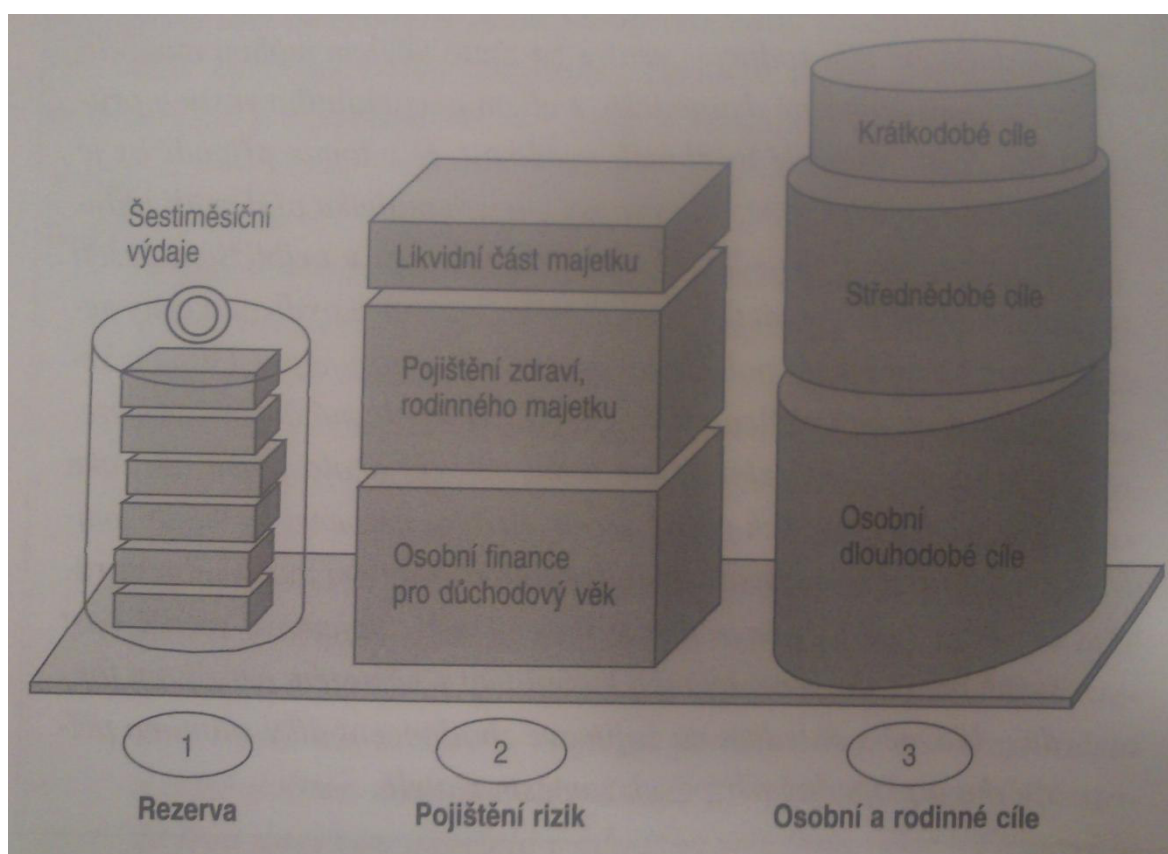 Šestiměsíční
výdaje
Likvidní část majetku
Pojištění zdraví,
rodinného majetku
Osobní finance
pro důchodový věk
Krátkodobé cíle
Střednědobé cíle
Osobní
dlouhodobé cíle
1
Rezerva
2
Pojištění rizik
3
Osobní a rodinné cíle